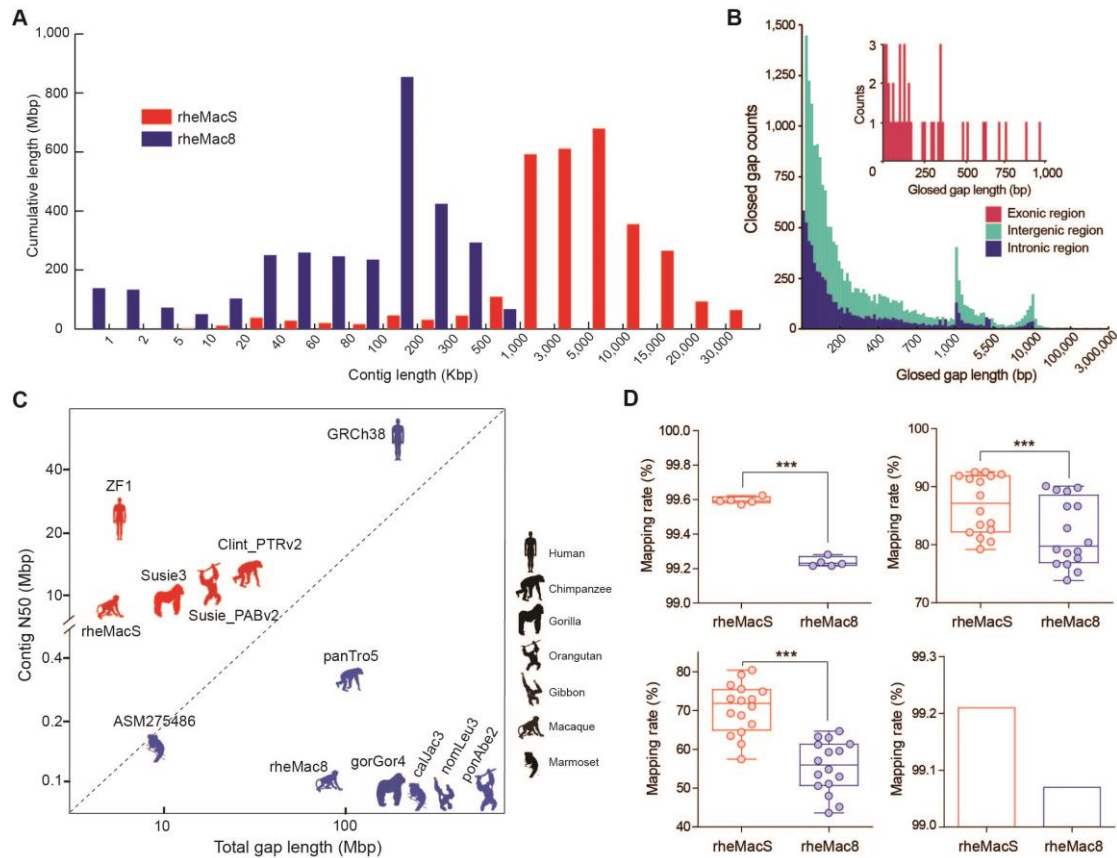 A
1,000
800
600
400
200
0
Cumulative length (Mbp)
rheMacS
rheMac8
1
2
5
10
20
40
60
80
100
200
300
500
1,000
3,000
5,000
10,000
15,000
20,000
30,000
Contig length (Kbp)
B
1,500
1,250
1,000
750
500
250
0
Closed gap counts
3
2
1
0
Counts
250
500
750
1,000
Glosed gap length (bp)
Exonic region
Intergenic region
Intronic region
200
400
700
1,000
5,000
10,000
100,000
3,000,000
Glosed gap length (bp)
C
Contig N50 (Mbp)
40
20
10
0.4
0.2
0.1
GRCh38
ZF1
Clint_PTRv2
Susie3
Susie_PABv2
rheMacS
panTro5
ASM275486
rheMac8
gorGor4
calJac3
nomLeu3
ponAbe2
10
100
Total gap length (Mbp)
Human
Chimpanzee
Gorilla
Orangutan
Gibbon
Macaque
Marmoset
D
Mapping rate (%)
100.0
99.8
99.6
99.4
99.2
99.0
***
rheMacS
rheMac8
Mapping rate (%)
100
90
80
70
***
rheMacS
rheMac8
Mapping rate (%)
80
70
60
50
40
***
rheMacS
rheMac8
Mapping rate (%)
99.3
99.2
99.1
99.0
rheMacS
rheMac8